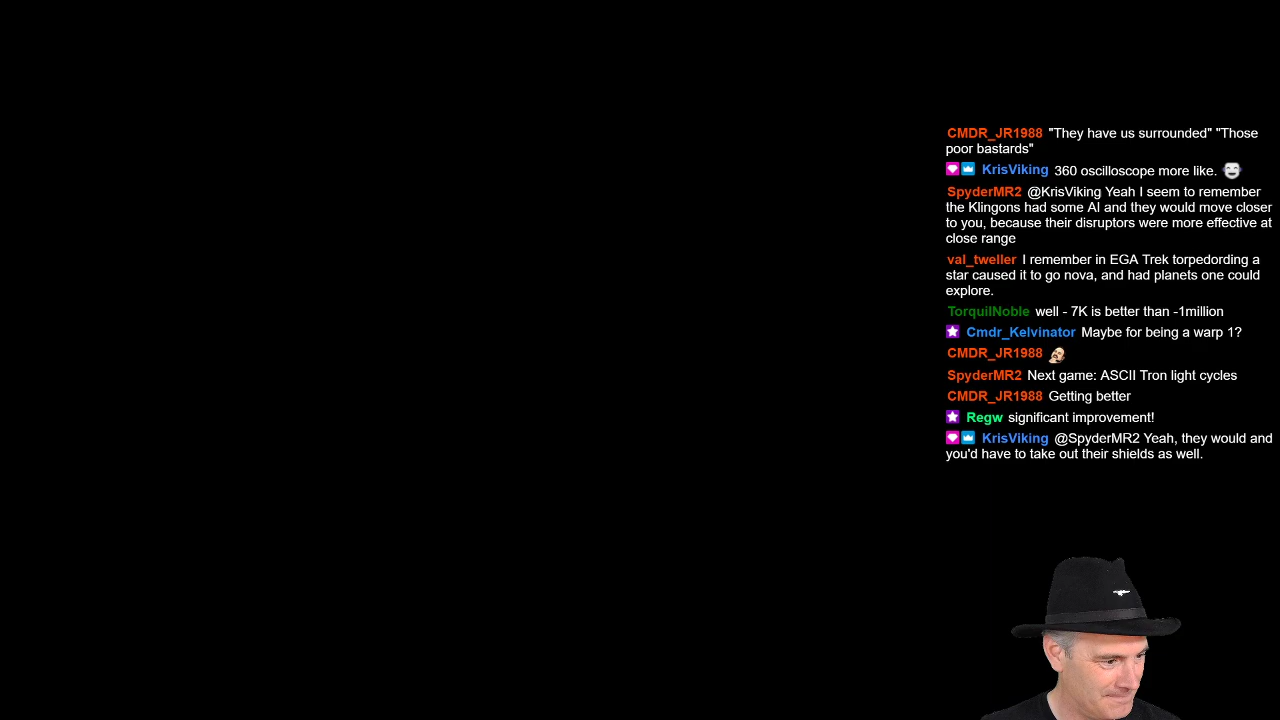 CMDR_JR1988 "They have us surrounded" "Those
poor bastards"
KrisViking 360 oscilloscope more like.
SpyderMR2 @KrisViking Yeah I seem to remember
the Klingons had some AI and they would move closer
to you, because their disruptors were more effective at
close range
val_tweller I remember in EGA Trek torpedording a
star caused it to go nova, and had planets one could
explore.
TorquilNoble well - 7K is better than -1million
Cmdr_Kelvinator Maybe for being a warp 1?
CMDR_JR1988
SpyderMR2 Next game: ASCII Tron light cycles
CMDR_JR1988 Getting better
Regw significant improvement!
KrisViking @SpyderMR2 Yeah, they would and
you'd have to take out their shields as well.